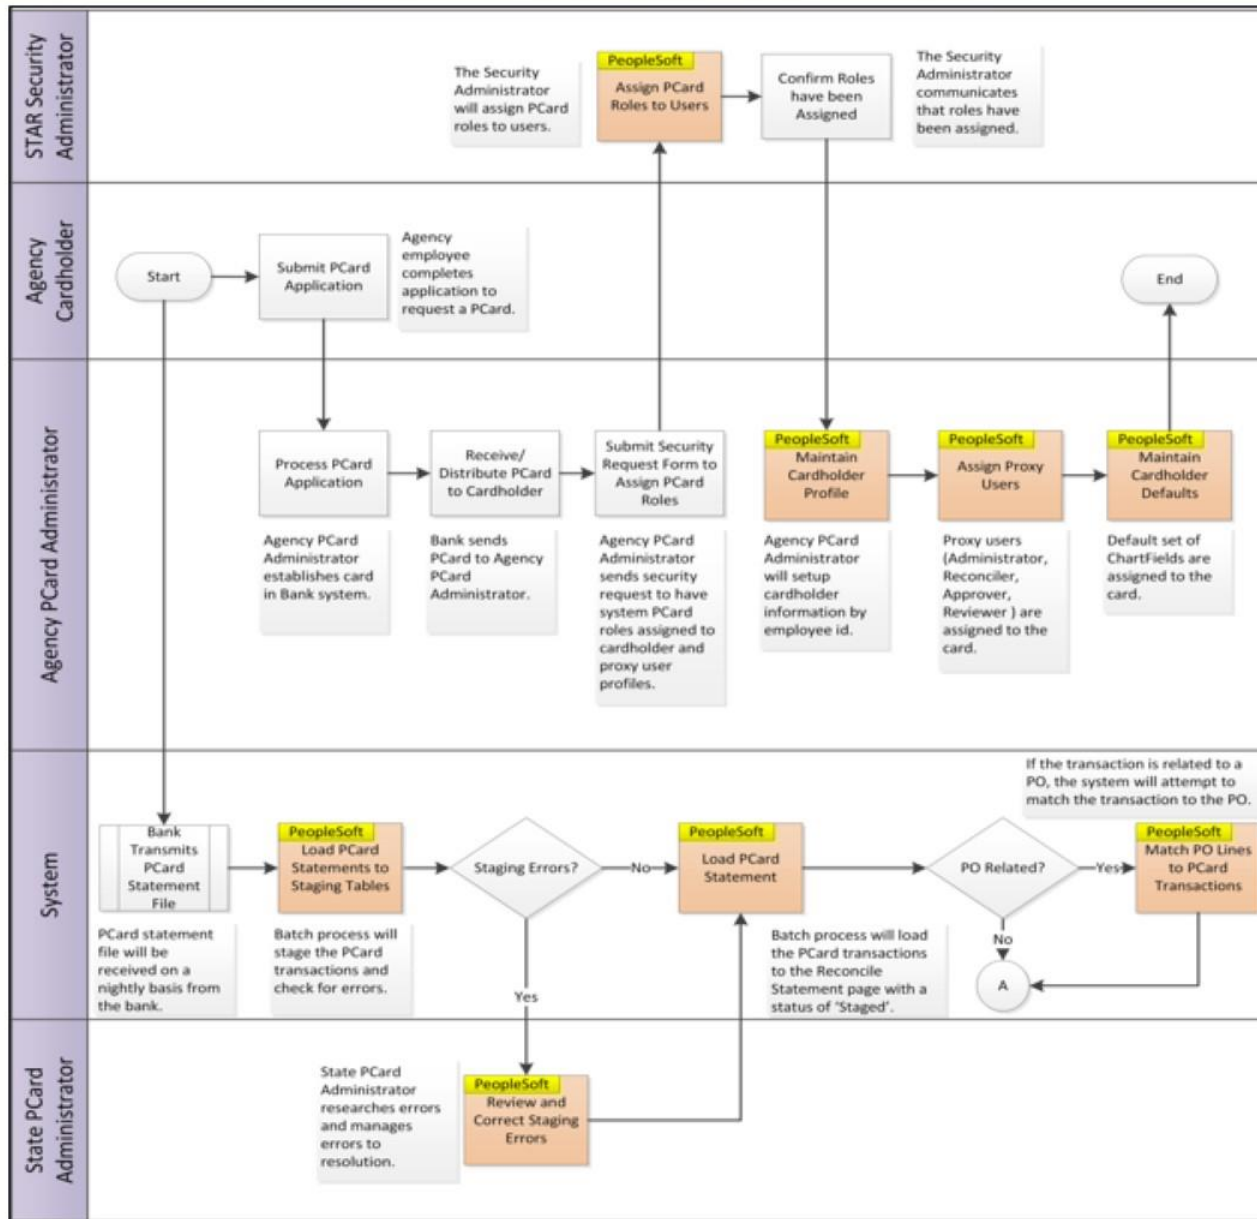 STAR Security
Administrator
The Security
Administrator
will assign PCard
roles to users.
PeopleSoft
Assign PCard
Roles to Users
Confirm Roles
have been
Assigned
The Security
Administrator
communicates
that roles have
been assigned.
Agency
Cardholder
Start
Submit PCard
Application
Agency
employee
completes
application to
request a PCard.
End
Agency PCard Administrator
Process PCard
Application
Agency PCard
Administrator
establishes card
in Bank system.
Receive/
Distribute PCard
to Cardholder
Bank sends
PCard to Agency
PCard
Administrator.
Submit Security
Request Form to
Assign PCard
Roles
Agency PCard
Administrator
sends security
request to have
system PCard
roles assigned to
cardholder and
proxy user
profiles.
PeopleSoft
Maintain
Cardholder
Profile
Agency PCard
Administrator
will setup
cardholder
information by
employee id.
PeopleSoft
Assign Proxy
Users
Proxy users
(Administrator,
Reconciler,
Approver,
Reviewer ) are
assigned to the
card.
PeopleSoft
Maintain
Cardholder
Defaults
Default set of
ChartFields are
assigned to the
card.
System
Bank
Transmits
PCard
Statement
File
PCard statement
file will be
received on a
nightly basis from
the bank.
PeopleSoft
Load PCard
Statements to
Staging Tables
Batch process will
stage the PCard
transactions and
check for errors.
Staging Errors?
No
Yes
PeopleSoft
Load PCard
Statement
Batch process will load
the PCard transactions
to the Reconcile
Statement page with a
status of 'Staged'.
PO Related?
Yes
No
A
If the transaction is related to a
PO, the system will attempt to
match the transaction to the PO.
PeopleSoft
Match PO Lines
to PCard
Transactions
State PCard
Administrator
State PCard
Administrator
researches errors
and manages
errors to
resolution.
PeopleSoft
Review and
Correct Staging
Errors